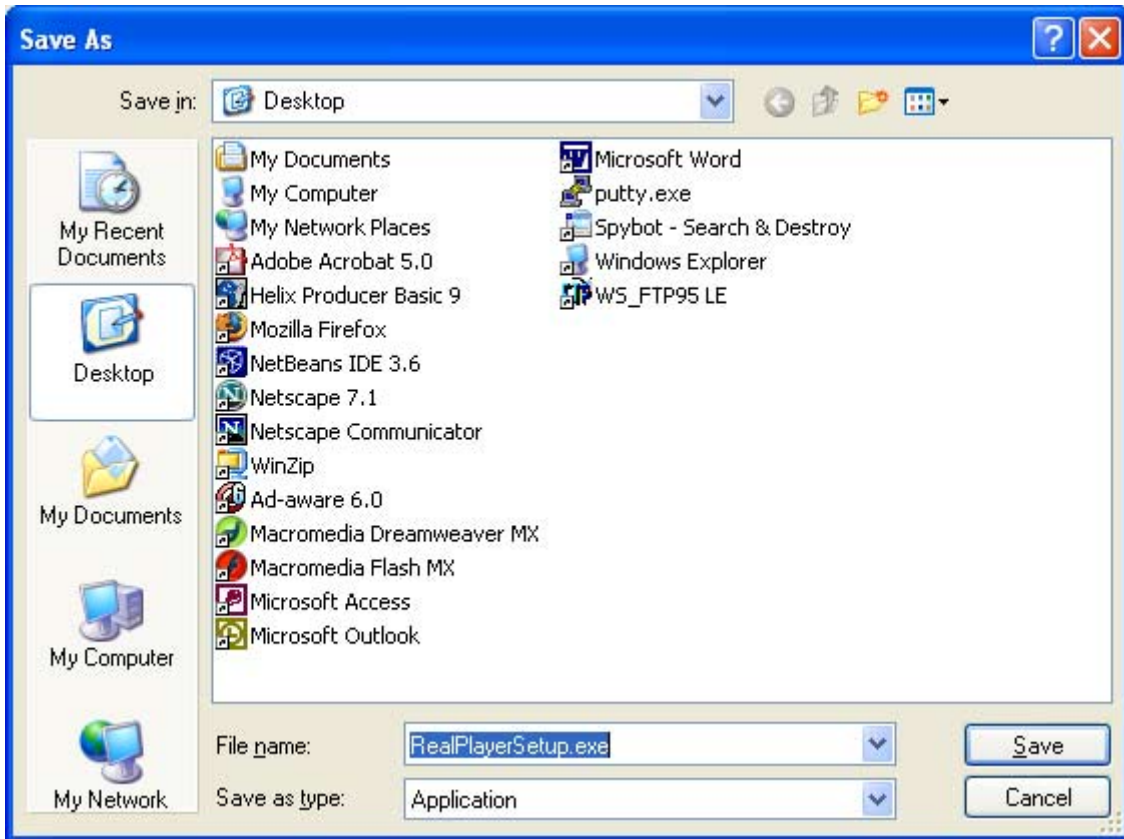 Save As
Save in: Desktop
My Recent
Documents
Desktop
My Documents
My Computer
My Network
My Documents
My Computer
My Network Places
Adobe Acrobat 5.0
Helix Producer Basic 9
Mozilla Firefox
NetBeans IDE 3.6
Netscape 7.1
Netscape Communicator
WinZip
Ad-aware 6.0
Macromedia Dreamweaver MX
Macromedia Flash MX
Microsoft Access
Microsoft Outlook
Microsoft Word
putty.exe
Spybot - Search & Destroy
Windows Explorer
WS_FTP95 LE
File name: RealPlayerSetup.exe
Save
Save as type: Application
Cancel